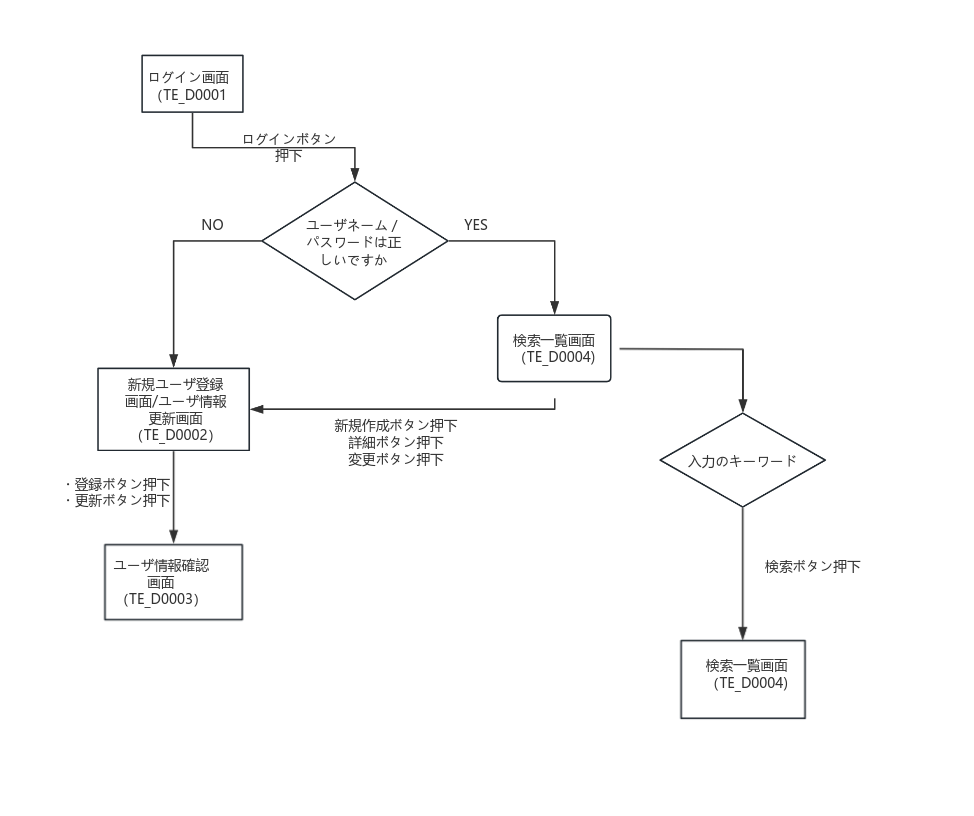 ログイン画面
（TE_D0001
ログインボタン
押下
ユーザネーム /
パスワードは正
しいですか
NO
YES
検索一覧画面
（TE_D0004)
新規ユーザ登録
画面/ユーザ情報
更新画面
（TE_D0002）
新規作成ボタン押下
詳細ボタン押下
変更ボタン押下
入力のキーワード
・登録ボタン押下
・更新ボタン押下
ユーザ情報確認
画面
（TE_D0003）
検索ボタン押下
検索一覧画面
（TE_D0004)